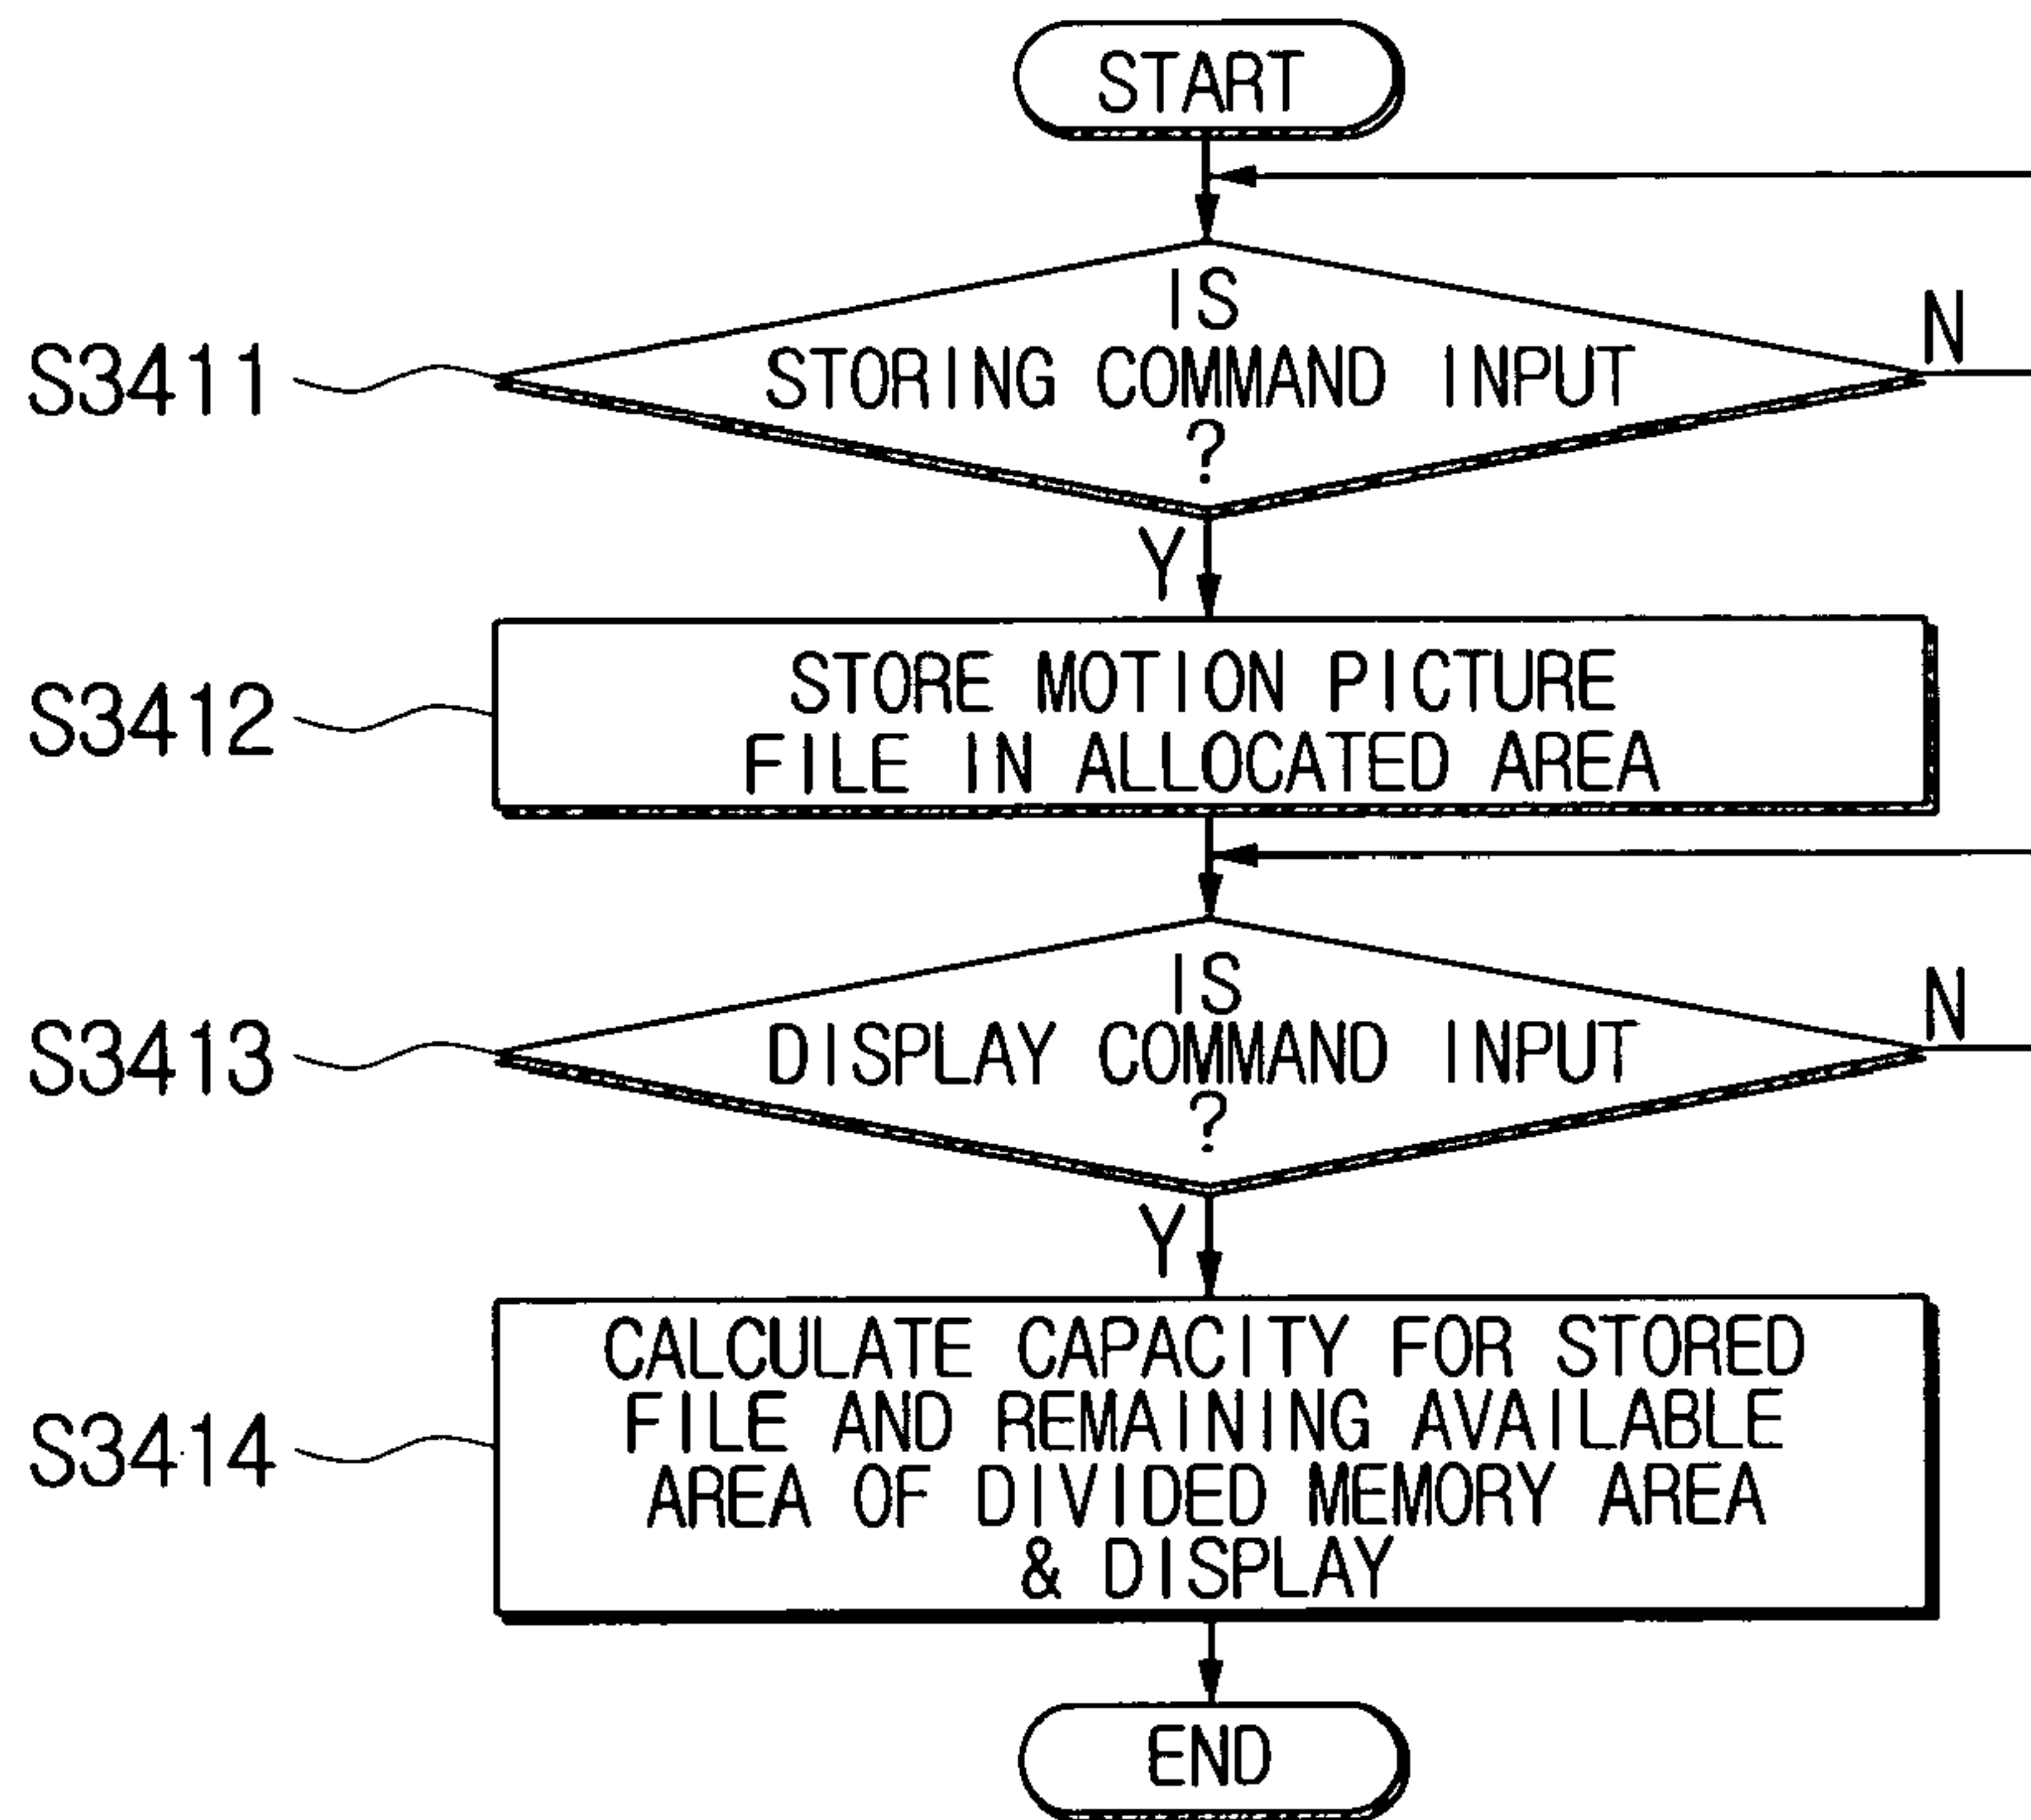 START
IS
STORING COMMAND INPUT
?
N
S3411
Y
STORE MOTION PICTURE
FILE IN ALLOCATED AREA
S3412
IS
DISPLAY COMMAND INPUT
?
N
S3413
Y
CALCULATE CAPACITY FOR STORED
FILE AND REMAINING AVAILABLE
AREA OF DIVIDED MEMORY AREA
& DISPLAY
S3414
END